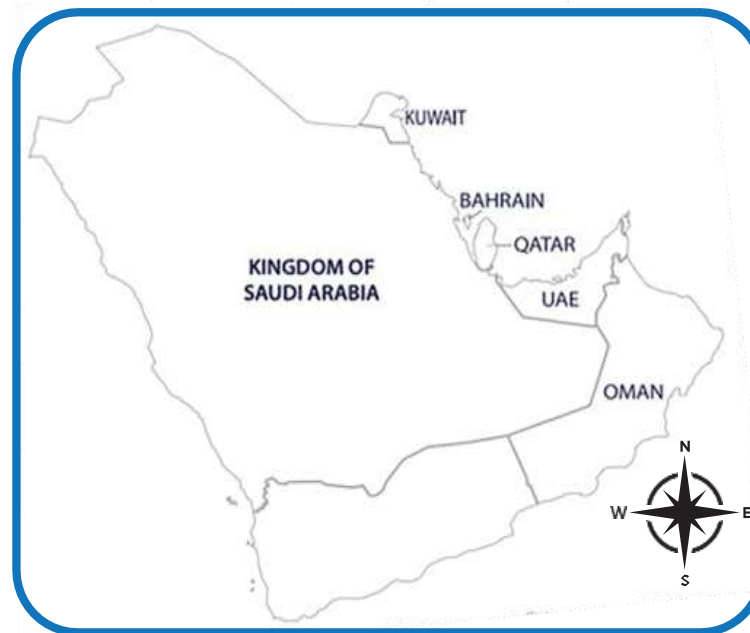 KUWAIT
BAHRAIN
QATAR
KINGDOM OF
SAUDI ARABIA
UAE
OMAN
N
W
E
S